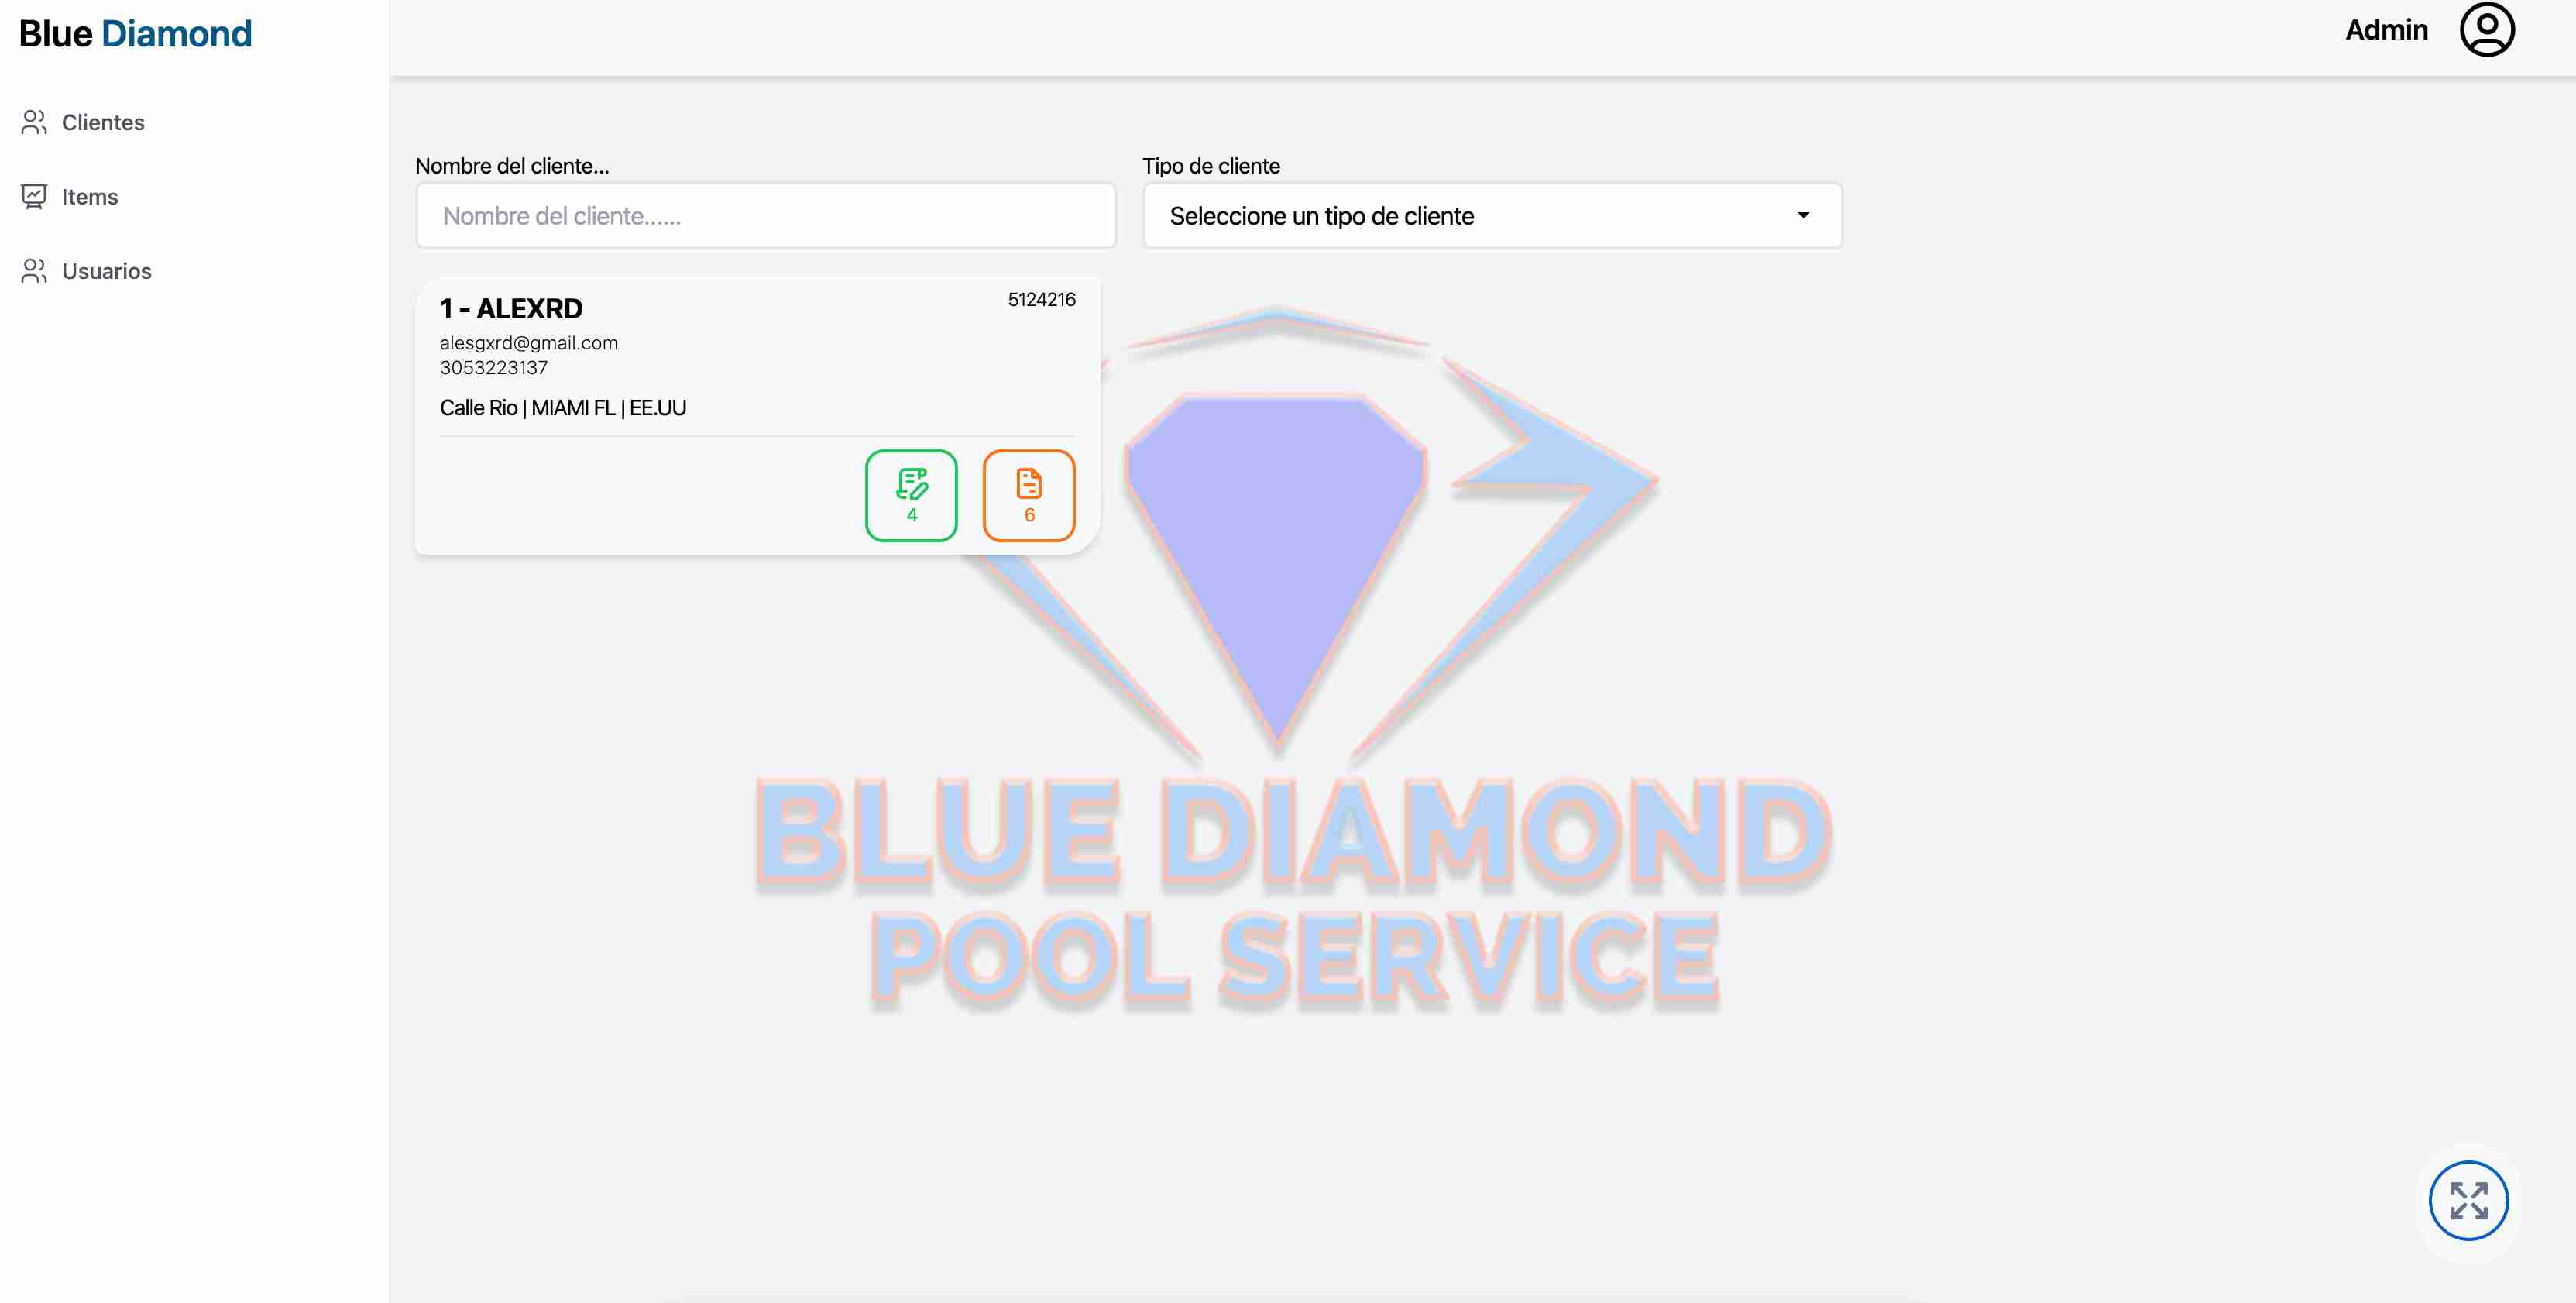 Blue Diamond
Admin
Clientes
Items
Usuarios
Nombre del cliente...
Tipo de cliente
Nombre del cliente......
Seleccione un tipo de cliente
1 - ALEXRD
5124216
alesgxrd@gmail.com
3053223137
Calle Rio | MIAMI FL | EE.UU
4
6
BLUE DIAMOND
POOL SERVICE